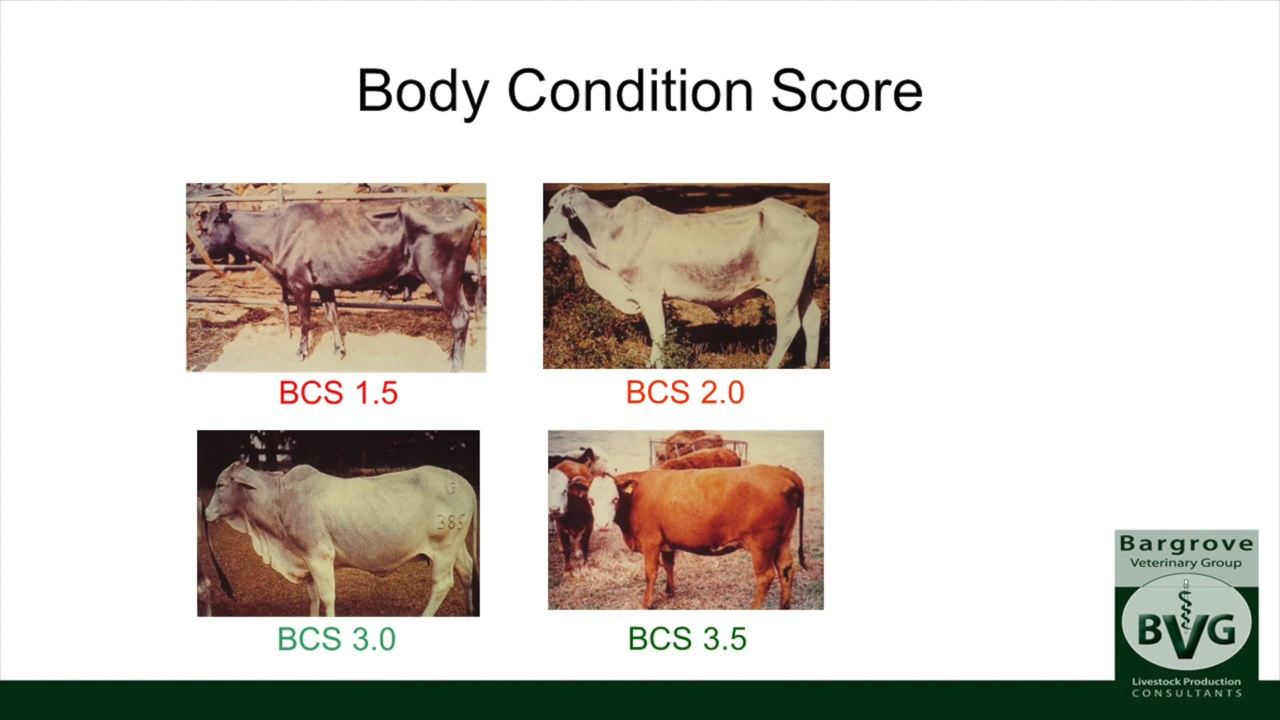 Body Condition Score
BCS 1.5
BCS 2.0
G
385
BCS 3.0
BCS 3.5
Bargrove
Veterinary Group
BVG
Livestock Production
CONSULTANTS